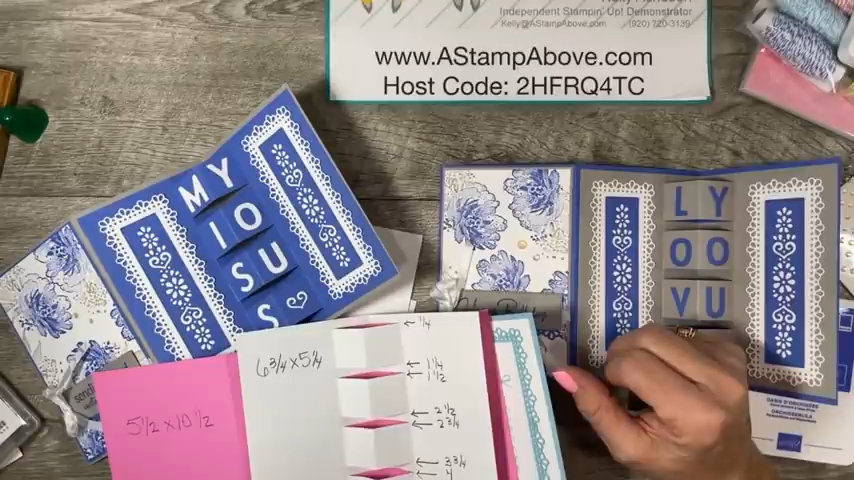 Independent Stampin' Up! Demonstrator
Kelly@AStampAbove.com (920) 720-3139
www.AStampAbove.com
Host Code: 2HFRQ4TC
MY
IO
SU
S
LY
OO
VU
5 1/2 x 10 1/2
6 3/4 x 5 1/4
1/4
1 1/4
1 1/2
2 1/2
2 3/4
3 3/4
4